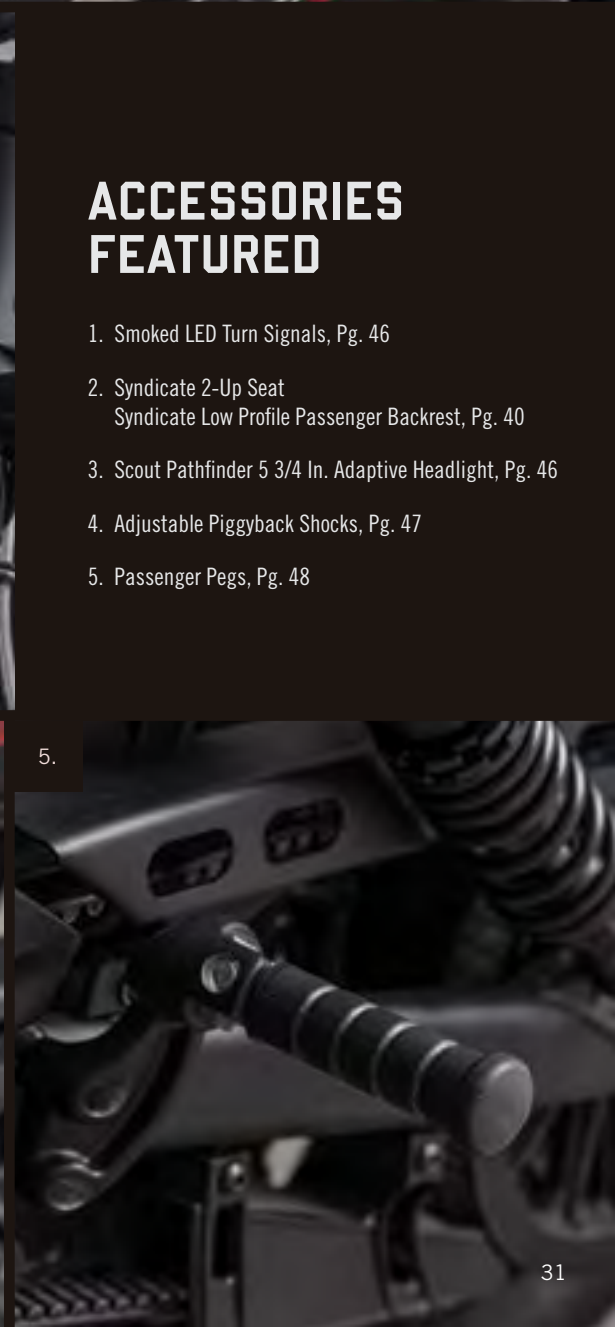 ACCESSORIES
FEATURED
1. Smoked LED Turn Signals, Pg. 46
2. Syndicate 2-Up Seat
Syndicate Low Profile Passenger Backrest, Pg. 40
3. Scout Pathfinder 5 3/4 In. Adaptive Headlight, Pg. 46
4. Adjustable Piggyback Shocks, Pg. 47
5. Passenger Pegs, Pg. 48
5.
31